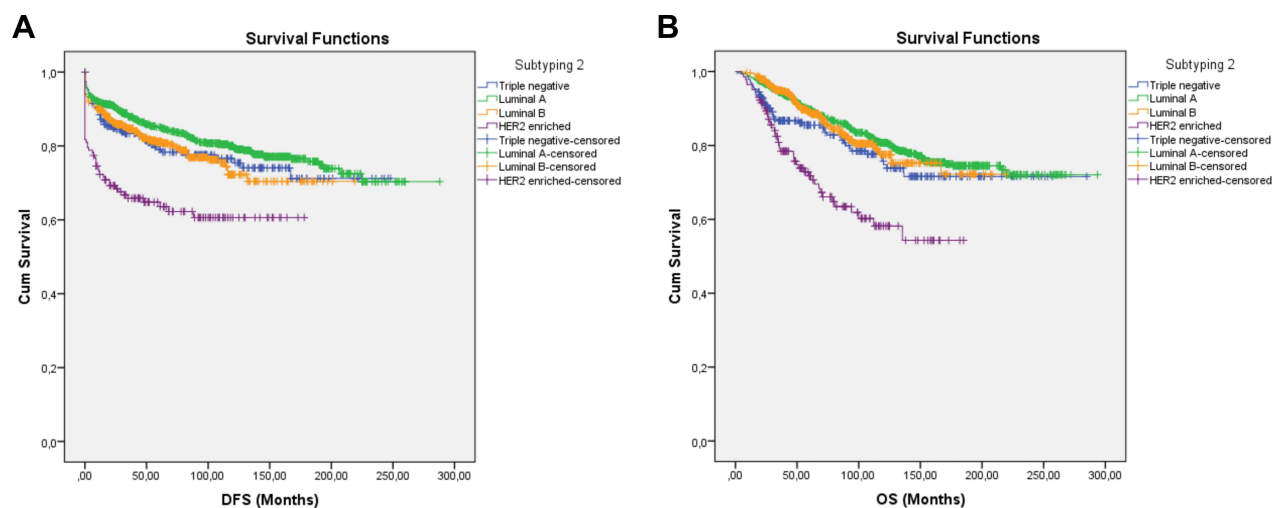 A
Survival Functions
Subtyping 2
Triple negative
Luminal A
Luminal B
HER2 enriched
Triple negative-censored
Luminal A-censored
Luminal B-censored
HER2 enriched-censored
Cum Survival
1,0
0,8
0,6
0,4
0,2
0,0
,00 50,00 100,00 150,00 200,00 250,00 300,00
DFS (Months)
B
Survival Functions
Subtyping 2
Triple negative
Luminal A
Luminal B
HER2 enriched
Triple negative-censored
Luminal A-censored
Luminal B-censored
HER2 enriched-censored
Cum Survival
1,0
0,8
0,6
0,4
0,2
0,0
,00 50,00 100,00 150,00 200,00 250,00 300,00
OS (Months)